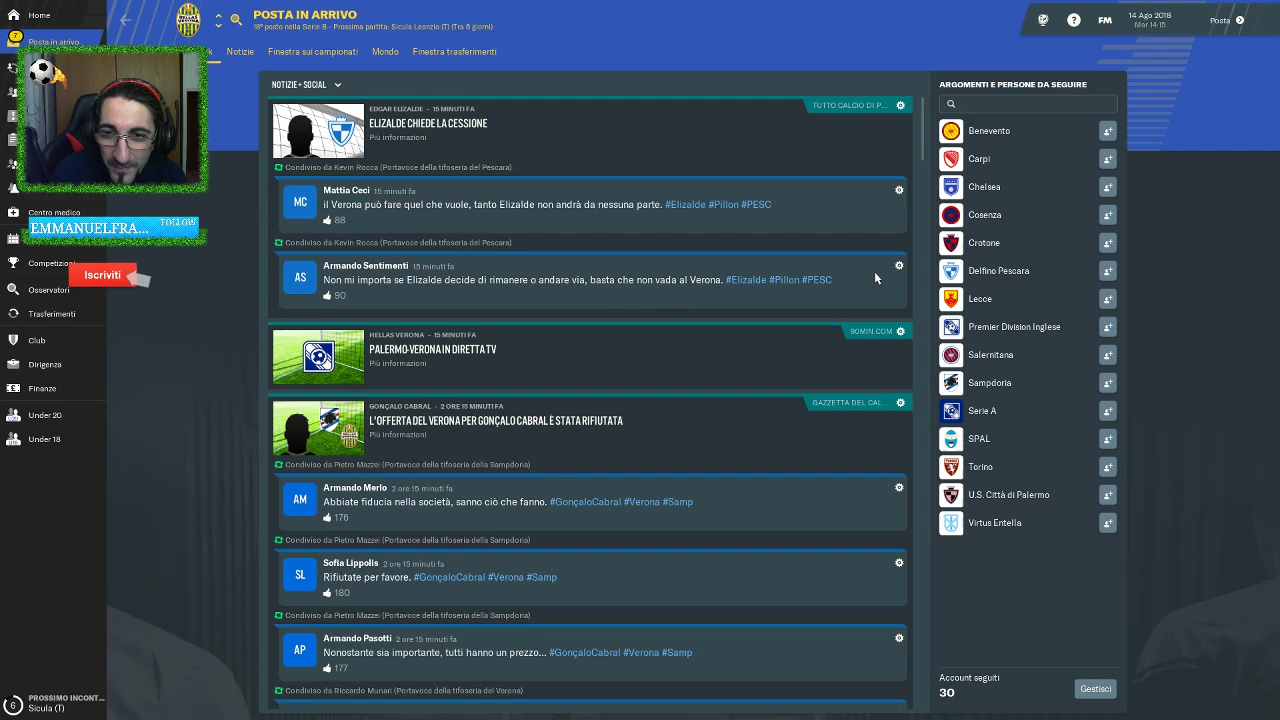 Home
POSTA IN ARRIVO
18° posto nella Serie B - Prossima partita: Sicula Leonzio (T) (Tra 6 giorni)
FM
14 Ago 2018
Mar 14:15
Posta
7
Posta in arrivo
Notizie
Finestra sui campionati
Mondo
Finestra trasferimenti
NOTIZIE + SOCIAL
ARGOMENTI E PERSONE DA SEGUIRE
EDGAR ELIZALDE - 15 MINUTI FA
TUTTO CALCIO DI P...
ELIZALDE CHIEDE LA CESSIONE
Più informazioni
Condiviso da Kevin Rocca (Portavoce della tifoseria del Pescara)
MC
Mattia Ceci 15 minuti fa
il Verona può fare quel che vuole, tanto Elizalde non andrà da nessuna parte. #Elizalde #Pillon #PESC
88
Condiviso da Kevin Rocca (Portavoce della tifoseria del Pescara)
AS
Armando Sentimenti 15 minuti fa
Non mi importa se Elizalde decide di rimanere o andare via, basta che non vada al Verona. #Elizalde #Pillon #PESC
90
HELLAS VERONA - 15 MINUTI FA
90MIN.COM
PALERMO-VERONA IN DIRETTA TV
Più informazioni
GONÇALO CABRAL - 2 ORE 15 MINUTI FA
GAZZETTA DEL CAL...
L'OFFERTA DEL VERONA PER GONÇALO CABRAL È STATA RIFIUTATA
Più informazioni
Condiviso da Pietro Mazzei (Portavoce della tifoseria della Sampdoria)
AM
Armando Merlo 2 ore 15 minuti fa
Abbiate fiducia nella società, sanno ciò che fanno. #GonçaloCabral #Verona #Samp
176
Condiviso da Pietro Mazzei (Portavoce della tifoseria della Sampdoria)
SL
Sofia Lippolis 2 ore 15 minuti fa
Rifiutate per favore. #GonçaloCabral #Verona #Samp
180
Condiviso da Pietro Mazzei (Portavoce della tifoseria della Sampdoria)
AP
Armando Pasotti 2 ore 15 minuti fa
Nonostante sia importante, tutti hanno un prezzo... #GonçaloCabral #Verona #Samp
177
Condiviso da Riccardo Munari (Portavoce della tifoseria del Verona)
Benevento
Carpi
Chelsea
Cosenza
Crotone
Delfino Pescara
Lecce
Premier Division Inglese
Salernitana
Sampdoria
Serie A
SPAL
Torino
U.S. Città di Palermo
Virtus Entella
Account seguiti
30
Gestisci
Centro medico
FOLLOW
EMMANUELFRA...
Competizioni
Iscriviti
Osservatori
Trasferimenti
Club
Dirigenza
Finanze
Under 20
Under 18
6
PROSSIMO INCONT...
Sicula (T)